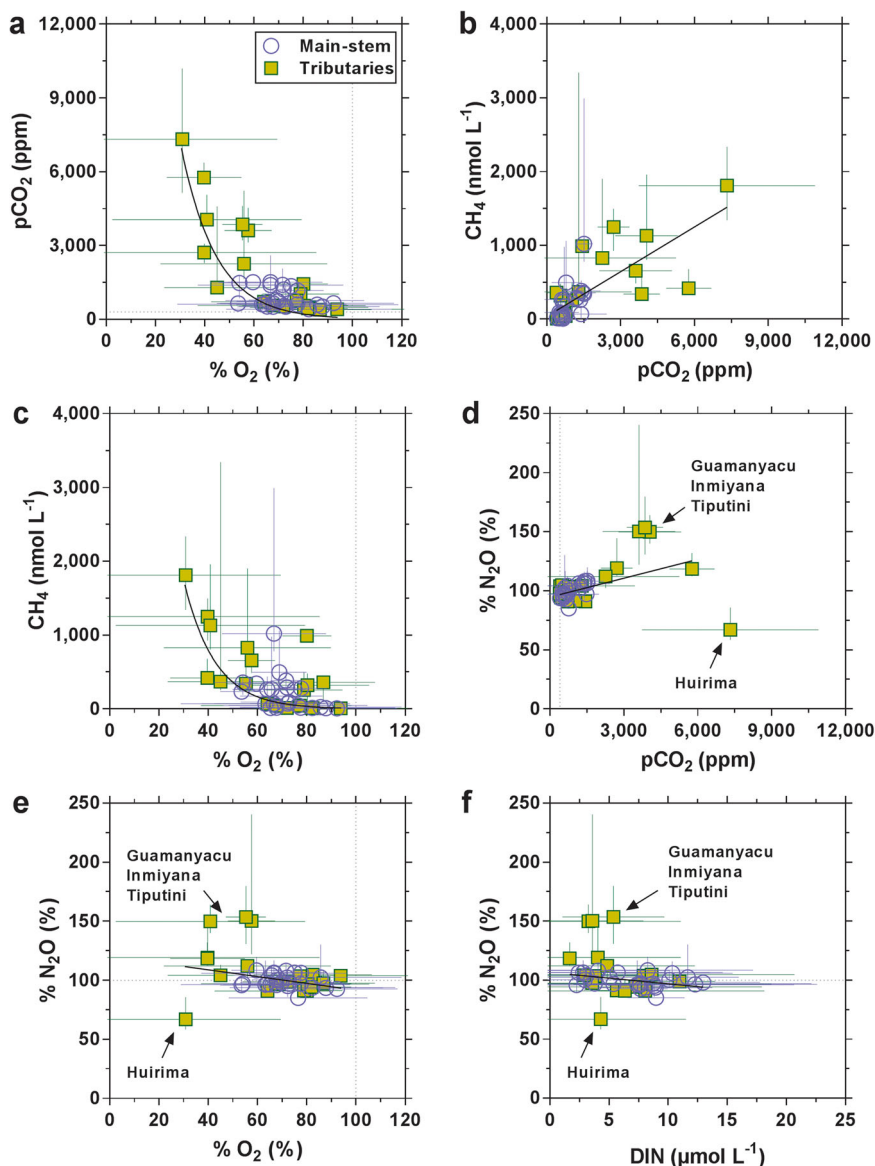 a
12,000
9,000
6,000
3,000
0
pCO₂ (ppm)
Main-stem
Tributaries
0 20 40 60 80 100 120
% O₂ (%)
b
4,000
3,000
2,000
1,000
0
CH₄ (nmol L⁻¹)
0 3,000 6,000 9,000 12,000
pCO₂ (ppm)
c
4,000
3,000
2,000
1,000
0
CH₄ (nmol L⁻¹)
0 20 40 60 80 100 120
% O₂ (%)
d
250
200
150
100
50
0
% N₂O (%)
Guamanyacu
Inmiyana
Tiputini
Huirima
0 3,000 6,000 9,000 12,000
pCO₂ (ppm)
e
250
200
150
100
50
0
% N₂O (%)
Guamanyacu
Inmiyana
Tiputini
Huirima
0 20 40 60 80 100 120
% O₂ (%)
f
250
200
150
100
50
0
% N₂O (%)
Guamanyacu
Inmiyana
Tiputini
Huirima
0 5 10 15 20 25
DIN (µmol L⁻¹)